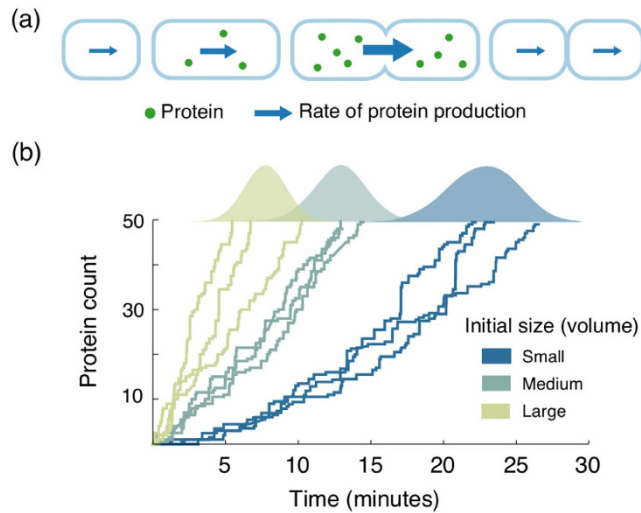 (a)
Protein
Rate of protein production
(b)
50
30
10
Protein count
Initial size (volume)
Small
Medium
Large
5 10 15 20 25 30
Time (minutes)